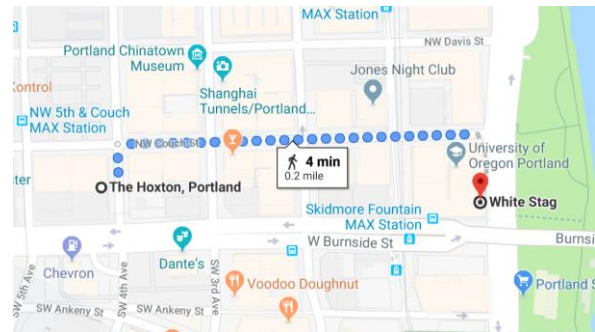 MAX Station
NW Davis St
Portland Chinatown
Museum
Jones Night Club
Kontrol
Shanghai
Tunnels/Portland...
NW 5th & Couch
MAX Station
NW Couch St
University of
Oregon Portland
4 min
0.2 mile
The Hoxton, Portland
White Stag
Skidmore Fountain
MAX Station
W Burnside St
Burnsi
Chevron
Dante's
Voodoo Doughnut
Portland S
SW 5th Ave
SW 4th Ave
SW 3rd Ave
SW Ankeny St
SW Ankeny St